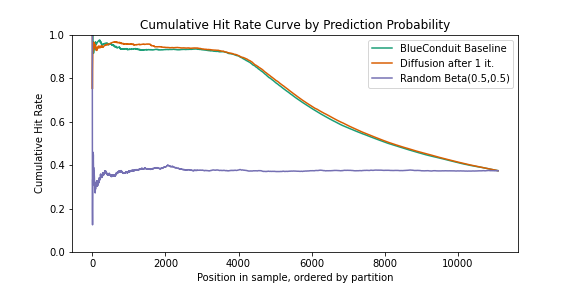 Cumulative Hit Rate Curve by Prediction Probability
BlueConduit Baseline
Diffusion after 1 it.
Random Beta(0.5,0.5)
Cumulative Hit Rate
1.0
0.8
0.6
0.4
0.2
0.0
0 2000 4000 6000 8000 10000
Position in sample, ordered by partition